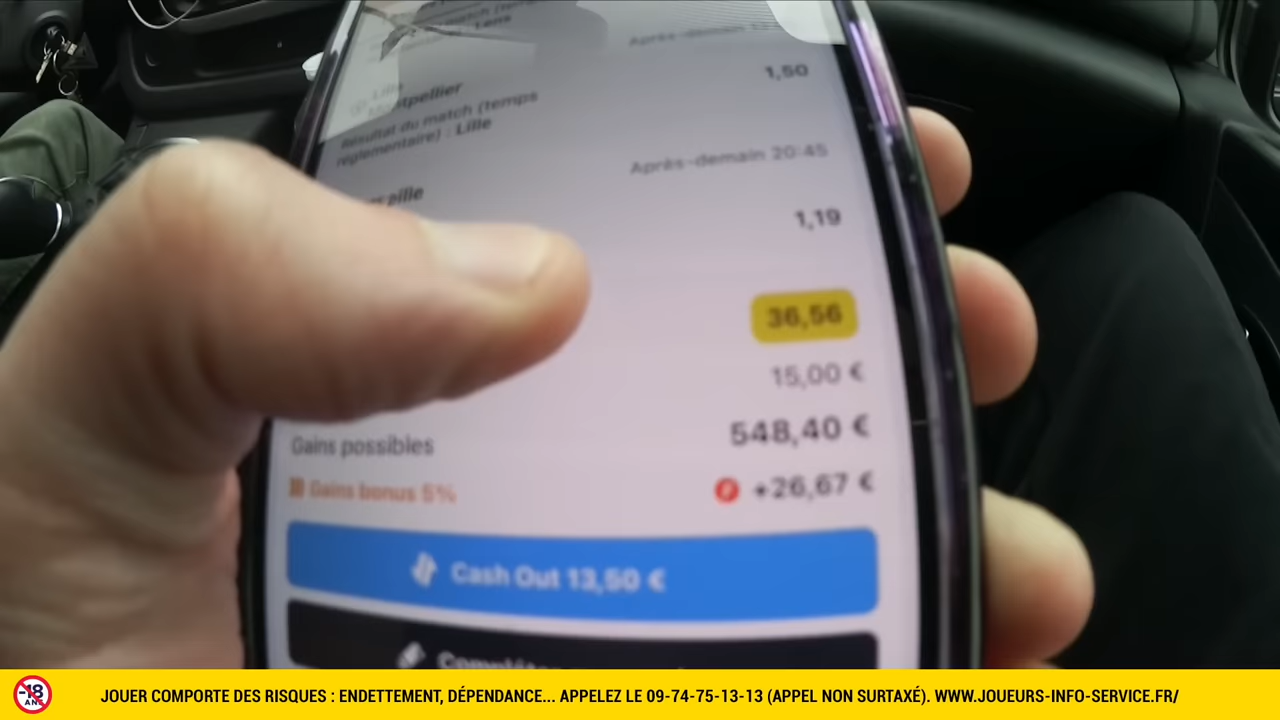 Lens
Lille
Montpellier
1,50
Résultat du match (temps
réglementaire) : Lille
Après-demain 20:45
1,19
36,56
15,00 €
Gains possibles
548,40 €
Gains bonus 5%
+26,67 €
Cash Out 13,50 €
-18
ANS
JOUER COMPORTE DES RISQUES : ENDETTEMENT, DÉPENDANCE... APPELEZ LE 09-74-75-13-13 (APPEL NON SURTAXÉ). WWW.JOUEURS-INFO-SERVICE.FR/